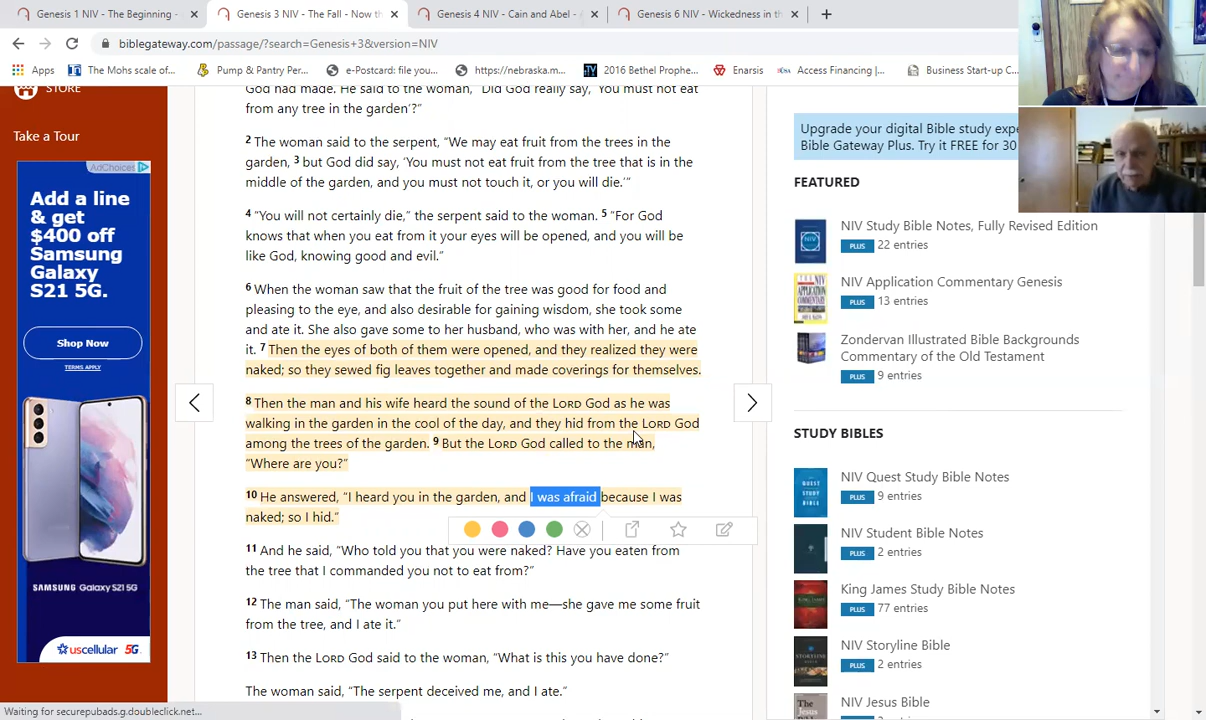 Genesis 1 NIV - The Beginning -
Genesis 3 NIV - The Fall - Now th
Genesis 4 NIV - Cain and Abel -
Genesis 6 NIV - Wickedness in th
biblegateway.com/passage/?search=Genesis+3&version=NIV
Apps
The Mohs scale of...
Pump & Pantry Per...
e-Postcard: file you...
https://nebraska.m...
2016 Bethel Prophe...
Enarsis
Access Financing |...
Business Start-up C
STORE
Take a Tour
AdChoices
Add a line
& get
$400 off
Samsung
Galaxy
S21 5G.
Shop Now
TERMS APPLY
SAMSUNG Galaxy S21 5G
uscellular 5G
God had made. He said to the woman, “Did God really say, ‘You must not eat
from any tree in the garden’?”
2 The woman said to the serpent, “We may eat fruit from the trees in the
garden, 3 but God did say, ‘You must not eat fruit from the tree that is in the
middle of the garden, and you must not touch it, or you will die.’”
4 “You will not certainly die,” the serpent said to the woman. 5 “For God
knows that when you eat from it your eyes will be opened, and you will be
like God, knowing good and evil.”
6 When the woman saw that the fruit of the tree was good for food and
pleasing to the eye, and also desirable for gaining wisdom, she took some
and ate it. She also gave some to her husband, who was with her, and he ate
it. 7 Then the eyes of both of them were opened, and they realized they were
naked; so they sewed fig leaves together and made coverings for themselves.
8 Then the man and his wife heard the sound of the LORD God as he was
walking in the garden in the cool of the day, and they hid from the LORD God
among the trees of the garden. 9 But the LORD God called to the man,
“Where are you?”
10 He answered, “I heard you in the garden, and I was afraid because I was
naked; so I hid.”
11 And he said, “Who told you that you were naked? Have you eaten from
the tree that I commanded you not to eat from?”
12 The man said, “The woman you put here with me—she gave me some fruit
from the tree, and I ate it.”
13 Then the LORD God said to the woman, “What is this you have done?”
The woman said, “The serpent deceived me, and I ate.”
Upgrade your digital Bible study expe
Bible Gateway Plus. Try it FREE for 30
FEATURED
NIV Study Bible Notes, Fully Revised Edition
PLUS 22 entries
NIV Application Commentary Genesis
PLUS 13 entries
Zondervan Illustrated Bible Backgrounds
Commentary of the Old Testament
PLUS 9 entries
STUDY BIBLES
NIV Quest Study Bible Notes
PLUS 9 entries
NIV Student Bible Notes
PLUS 2 entries
King James Study Bible Notes
PLUS 77 entries
NIV Storyline Bible
PLUS 2 entries
NIV Jesus Bible
Waiting for securepubads.g.doubleclick.net...